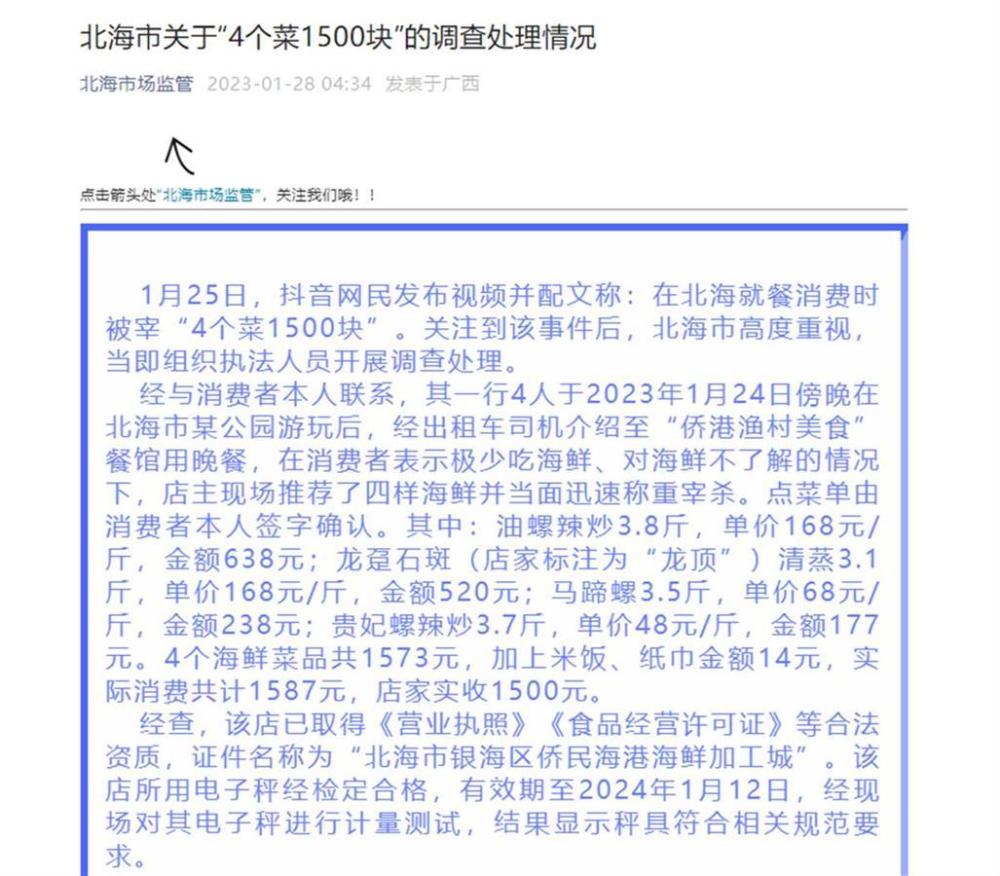 北海市关于“4个菜1500块”的调查处理情况
北海市场监管 2023-01-28 04:34 发表于广西
点击箭头处“北海市场监管”，关注我们哦！！
1月25日，抖音网民发布视频并配文称：在北海就餐消费时
被宰“4个菜1500块”。关注到该事件后，北海市高度重视，
当即组织执法人员开展调查处理。
经与消费者本人联系，其一行4人于2023年1月24日傍晚在
北海市某公园游玩后，经出租车司机介绍至“侨港渔村美食”
餐馆用晚餐，在消费者表示极少吃海鲜、对海鲜不了解的情况
下，店主现场推荐了四样海鲜并当面迅速称重宰杀。点菜单由
消费者本人签字确认。其中：油螺辣炒3.8斤，单价168元/
斤，金额638元；龙趸石斑（店家标注为“龙顶”）清蒸3.1
斤，单价168元/斤，金额520元；马蹄螺3.5斤，单价68元/
斤，金额238元；贵妃螺辣炒3.7斤，单价48元/斤，金额177
元。4个海鲜菜品共1573元，加上米饭、纸巾金额14元，实
际消费共计1587元，店家实收1500元。
经查，该店已取得《营业执照》《食品经营许可证》等合法
资质，证件名称为“北海市银海区侨民海港海鲜加工城”。该
店所用电子秤经检定合格，有效期至2024年1月12日，经现
场对其电子秤进行计量测试，结果显示秤具符合相关规范要
求。